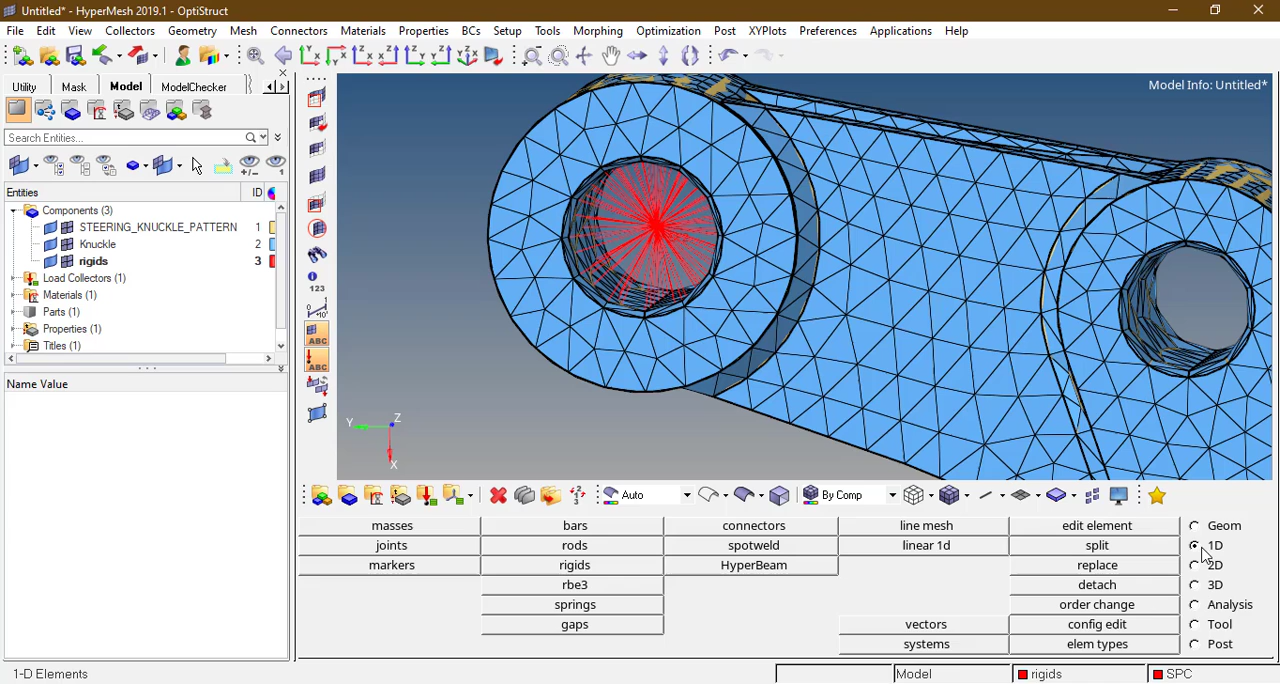 Untitled* - HyperMesh 2019.1 - OptiStruct
File Edit View Collectors Geometry Mesh Connectors Materials Properties BCs Setup Tools Morphing Optimization Post XYPlots Preferences Applications Help
Utility Mask Model ModelChecker
Model Info: Untitled*
Search Entities...
Entities ID
Components (3)
STEERING_KNUCKLE_PATTERN 1
Knuckle 2
rigids 3
Load Collectors (1)
Materials (1)
Parts (1)
Properties (1)
Titles (1)
Name Value
123
ABC
ABC
Z
Y
X
Auto By Comp
masses bars connectors line mesh edit element Geom
joints rods spotweld linear 1d split 1D
markers rigids HyperBeam replace 2D
rbe3 detach 3D
springs order change Analysis
gaps vectors config edit Tool
systems elem types Post
1-D Elements Model rigids SPC